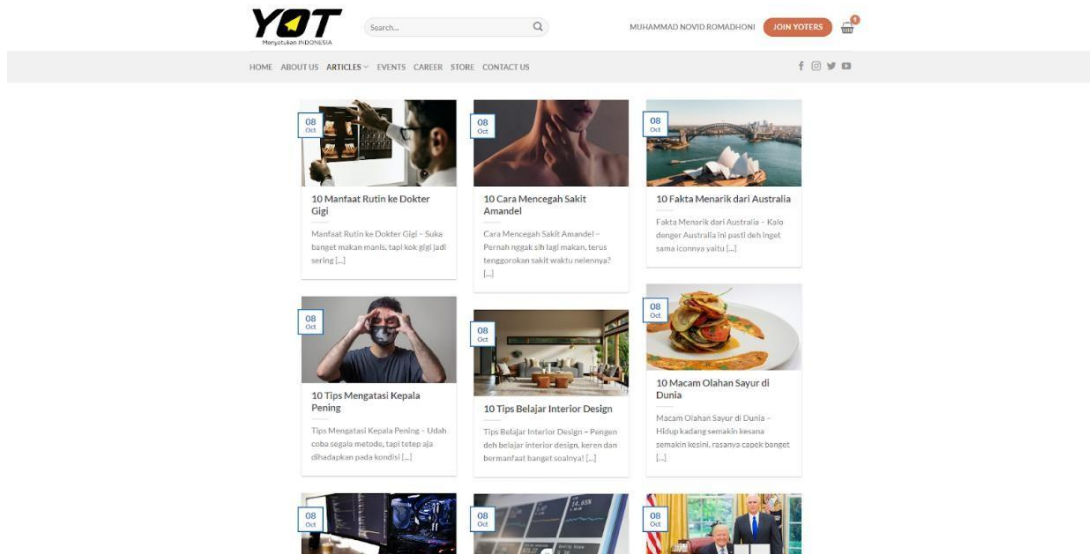 YOT
Menyatukan INDONESIA
Search...
MUHAMMAD NOVID ROMADHONI
JOIN YOTERS
1
HOME ABOUT US ARTICLES EVENTS CAREER STORE CONTACT US
08
Oct
10 Manfaat Rutin ke Dokter
Gigi
Manfaat Rutin ke Dokter Gigi – Suka
banget makan manis, tapi kok gigi jadi
sering [...]
08
Oct
10 Cara Mencegah Sakit
Amandel
Cara Mencegah Sakit Amandel –
Pernah nggak sih lagi makan, terus
tenggorokan sakit waktu nelennya?
[...]
08
Oct
10 Fakta Menarik dari Australia
Fakta Menarik dari Australia – Kalo
denger Australia ini pasti deh inget
sama iconnya yaitu [...]
08
Oct
10 Tips Mengatasi Kepala
Pening
Tips Mengatasi Kepala Pening – Udah
coba segala metode, tapi tetep aja
dihadapkan pada kondisi [...]
08
Oct
10 Tips Belajar Interior Design
Tips Belajar Interior Design – Pengen
deh belajar interior design, keren dan
bermanfaat banget soalnya! [...]
08
Oct
10 Macam Olahan Sayur di
Dunia
Macam Olahan Sayur di Dunia –
Hidup kadang semakin kesana
semakin kesini, rasanya capek banget
[...]
08
Oct
08
Oct
08
Oct